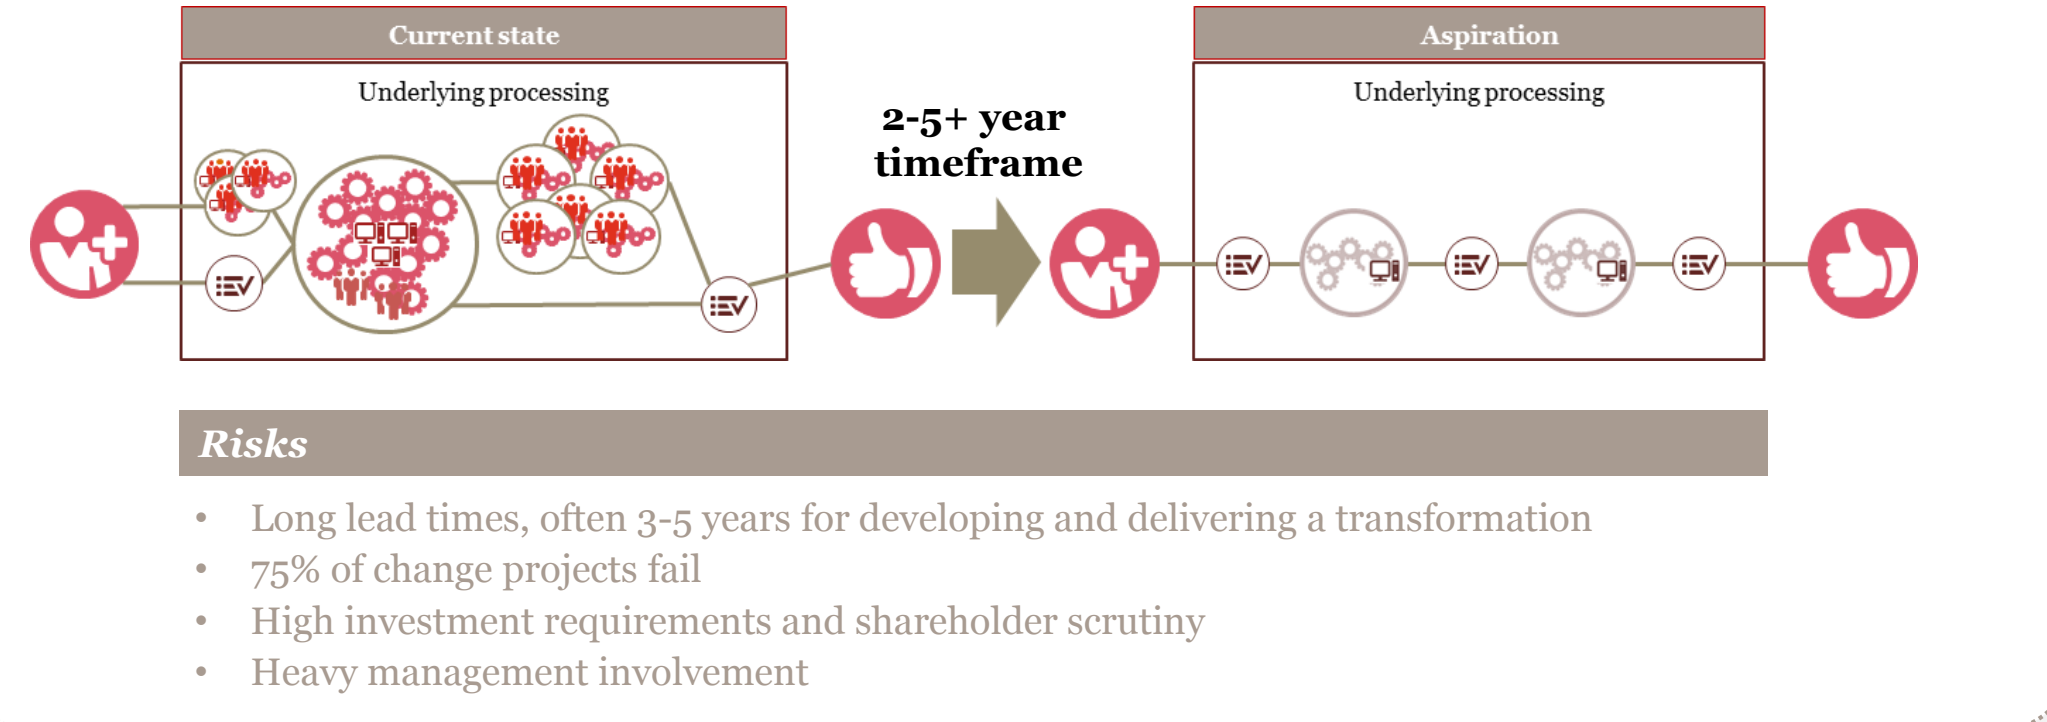 Current state
Aspiration
Underlying processing
Underlying processing
2-5+ year
timeframe
Risks
• Long lead times, often 3-5 years for developing and delivering a transformation
• 75% of change projects fail
• High investment requirements and shareholder scrutiny
• Heavy management involvement